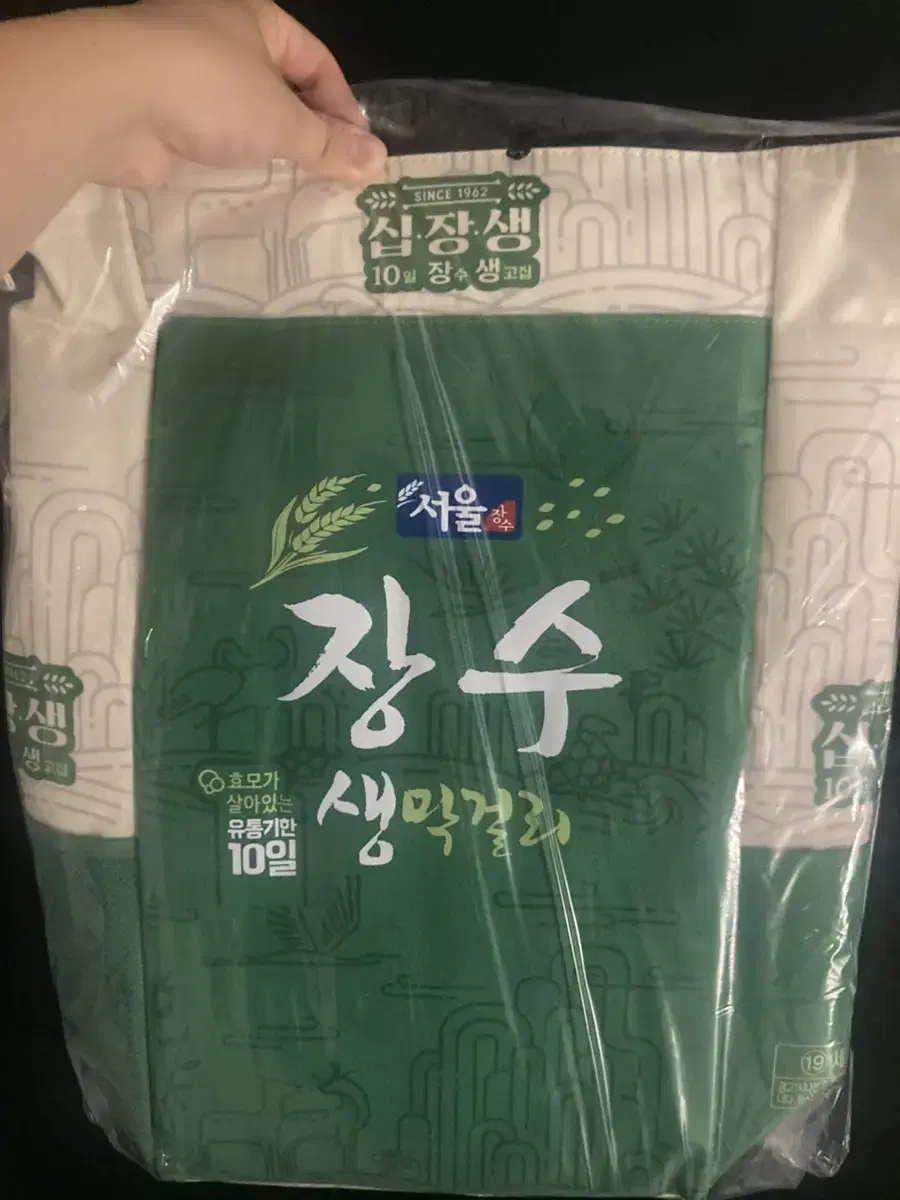 SINCE 1962
십·장·생
10일 장수 생고집
서울 장수
장수
효모가
살아있는
유통기한
10일
생막걸리
생
생고집
십
10
19